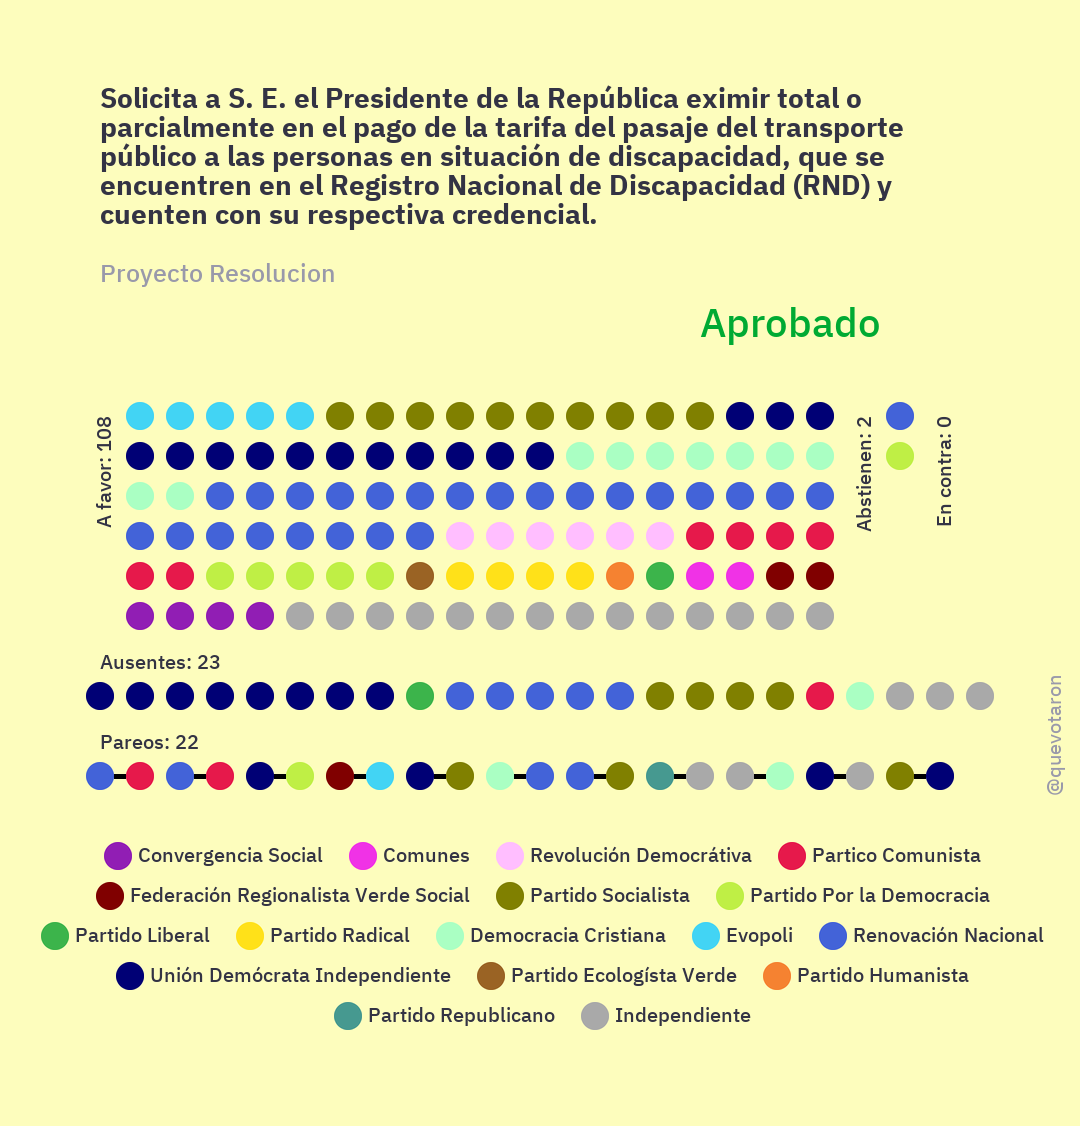 Solicita a S. E. el Presidente de la República eximir total o
parcialmente en el pago de la tarifa del pasaje del transporte
público a las personas en situación de discapacidad, que se
encuentren en el Registro Nacional de Discapacidad (RND) y
cuenten con su respectiva credencial.
Proyecto Resolucion
Aprobado
A favor: 108
Abstienen: 2
En contra: 0
Ausentes: 23
Pareos: 22
@quevotaron
Convergencia Social
Comunes
Revolución Democrátiva
Partico Comunista
Federación Regionalista Verde Social
Partido Socialista
Partido Por la Democracia
Partido Liberal
Partido Radical
Democracia Cristiana
Evopoli
Renovación Nacional
Unión Demócrata Independiente
Partido Ecologísta Verde
Partido Humanista
Partido Republicano
Independiente